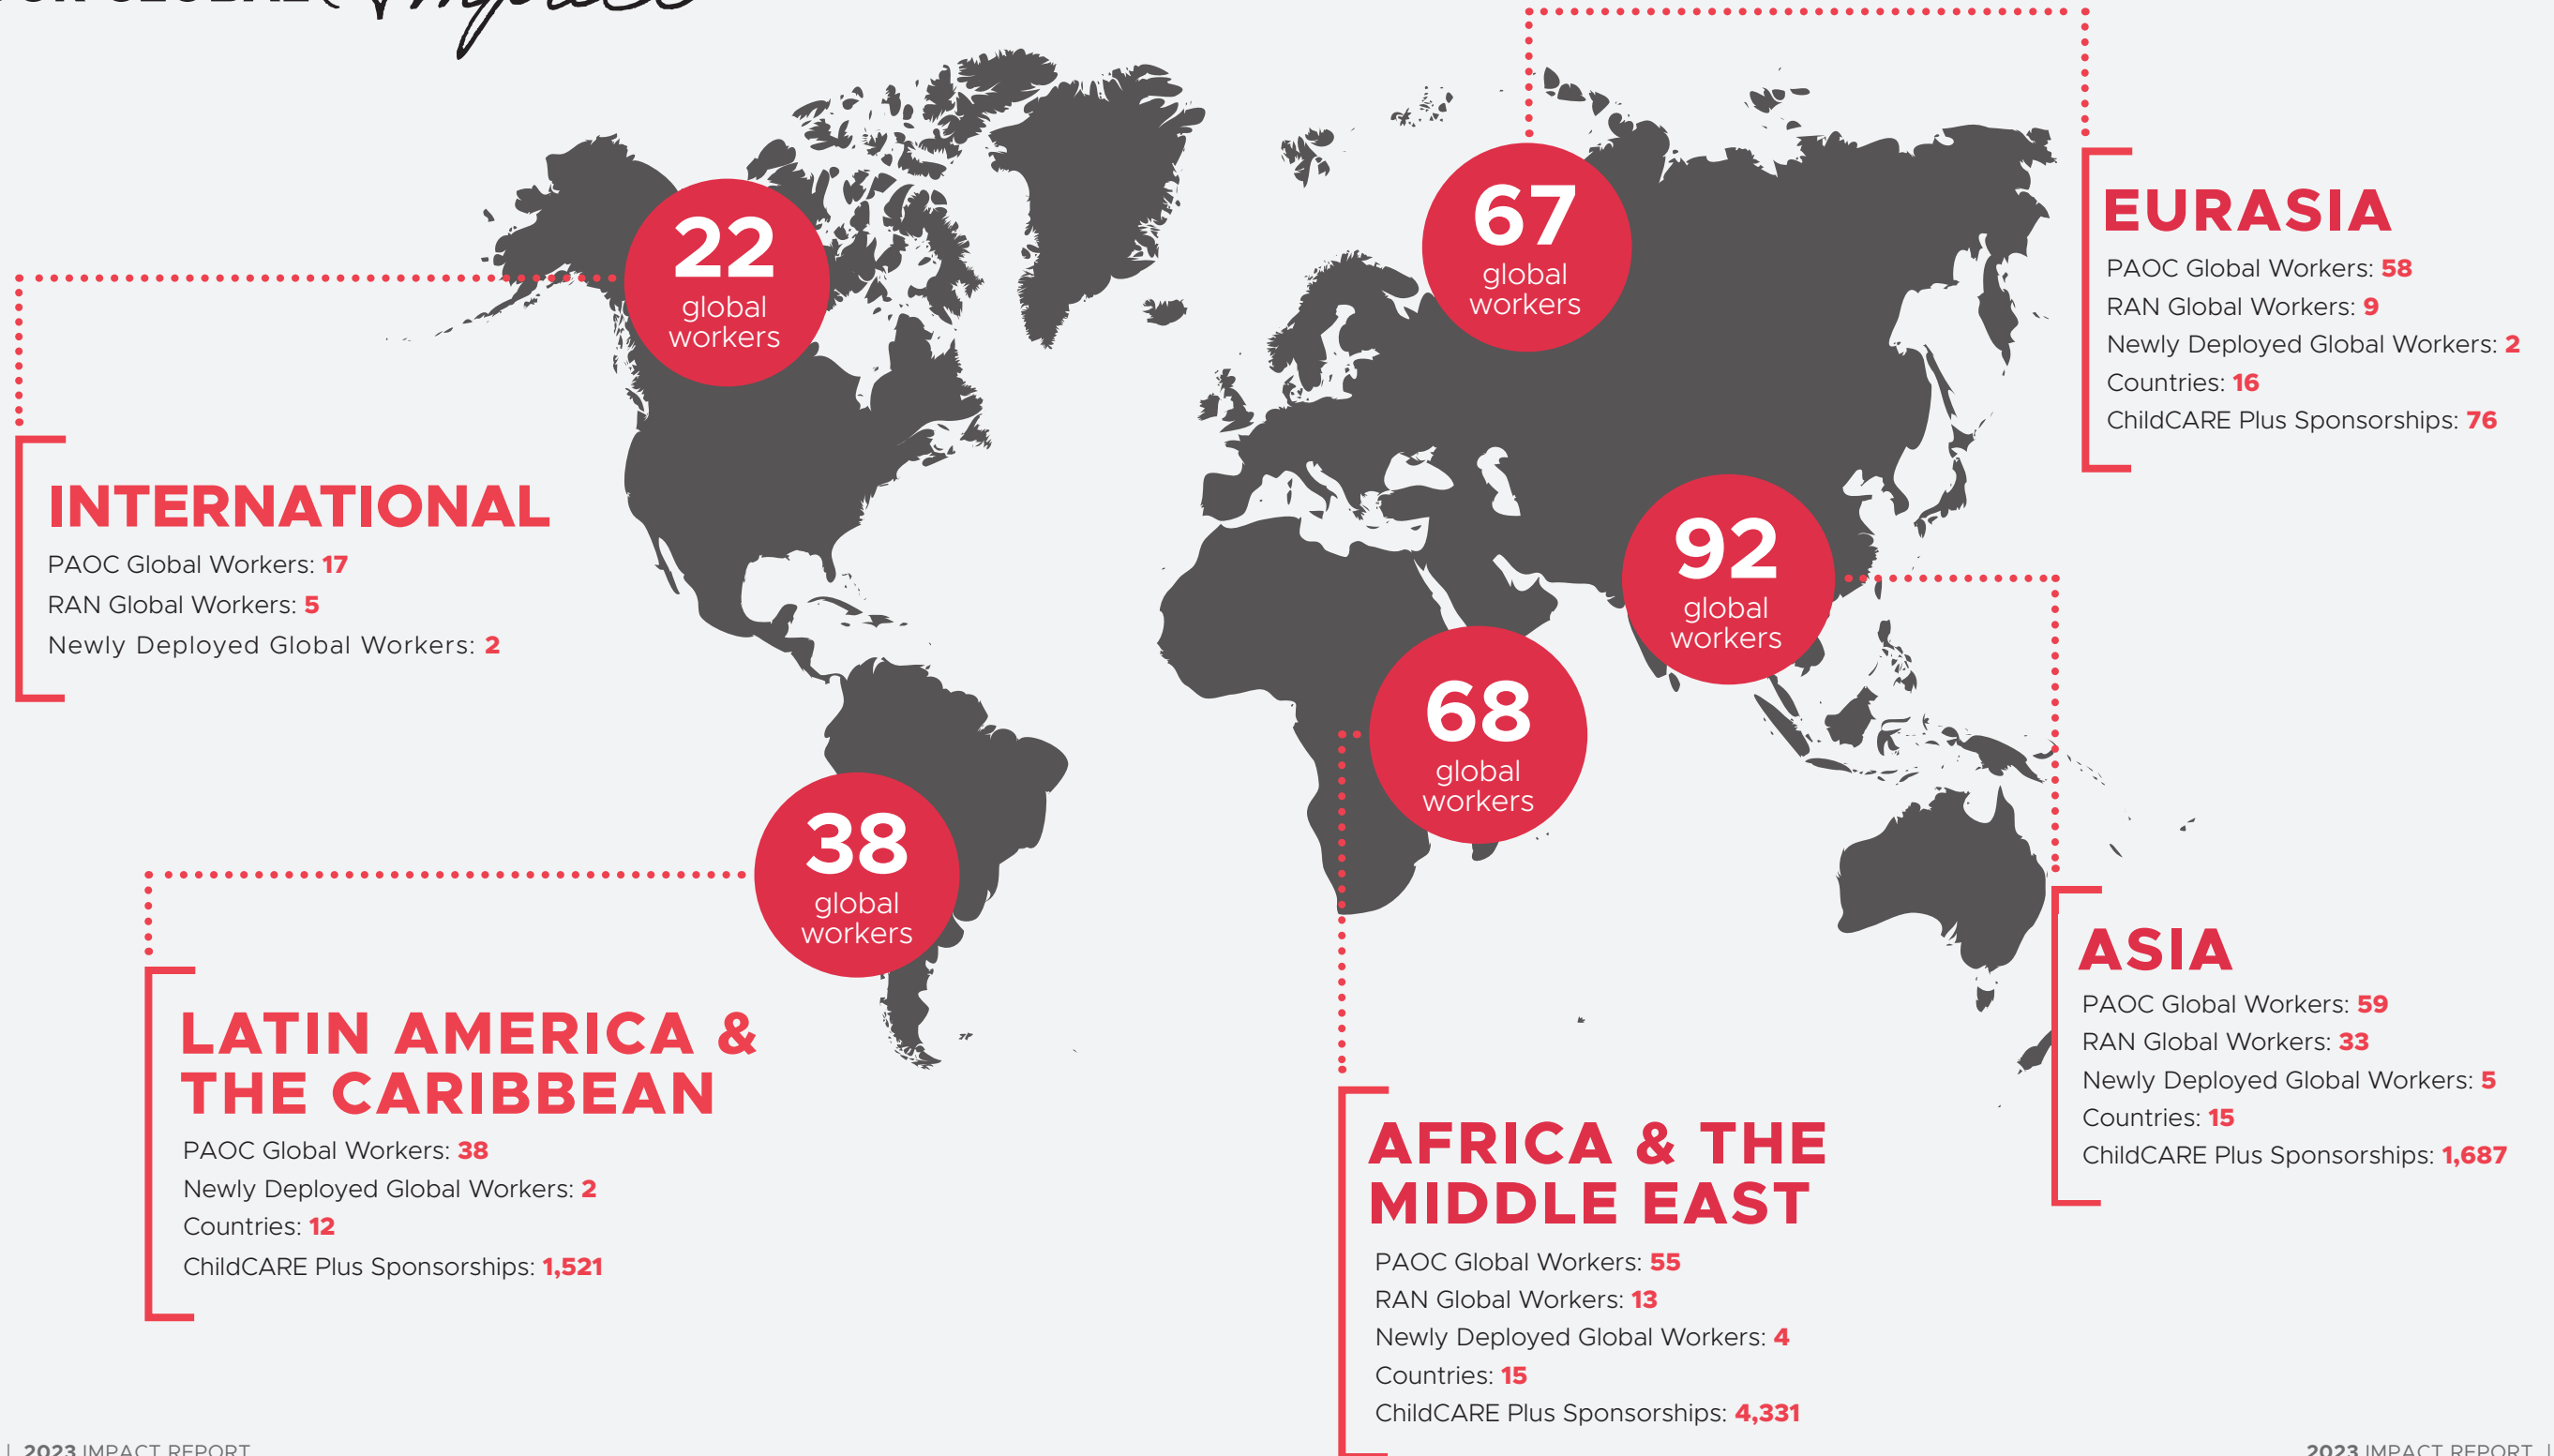 Impact
22
global
workers
67
global
workers
EURASIA
PAOC Global Workers: 58
RAN Global Workers: 9
Newly Deployed Global Workers: 2
Countries: 16
ChildCARE Plus Sponsorships: 76
INTERNATIONAL
PAOC Global Workers: 17
RAN Global Workers: 5
Newly Deployed Global Workers: 2
92
global
workers
68
global
workers
38
global
workers
ASIA
PAOC Global Workers: 59
RAN Global Workers: 33
Newly Deployed Global Workers: 5
Countries: 15
ChildCARE Plus Sponsorships: 1,687
LATIN AMERICA &
THE CARIBBEAN
PAOC Global Workers: 38
Newly Deployed Global Workers: 2
Countries: 12
ChildCARE Plus Sponsorships: 1,521
AFRICA & THE
MIDDLE EAST
PAOC Global Workers: 55
RAN Global Workers: 13
Newly Deployed Global Workers: 4
Countries: 15
ChildCARE Plus Sponsorships: 4,331
| 2023 IMPACT REPORT
2023 IMPACT REPORT |